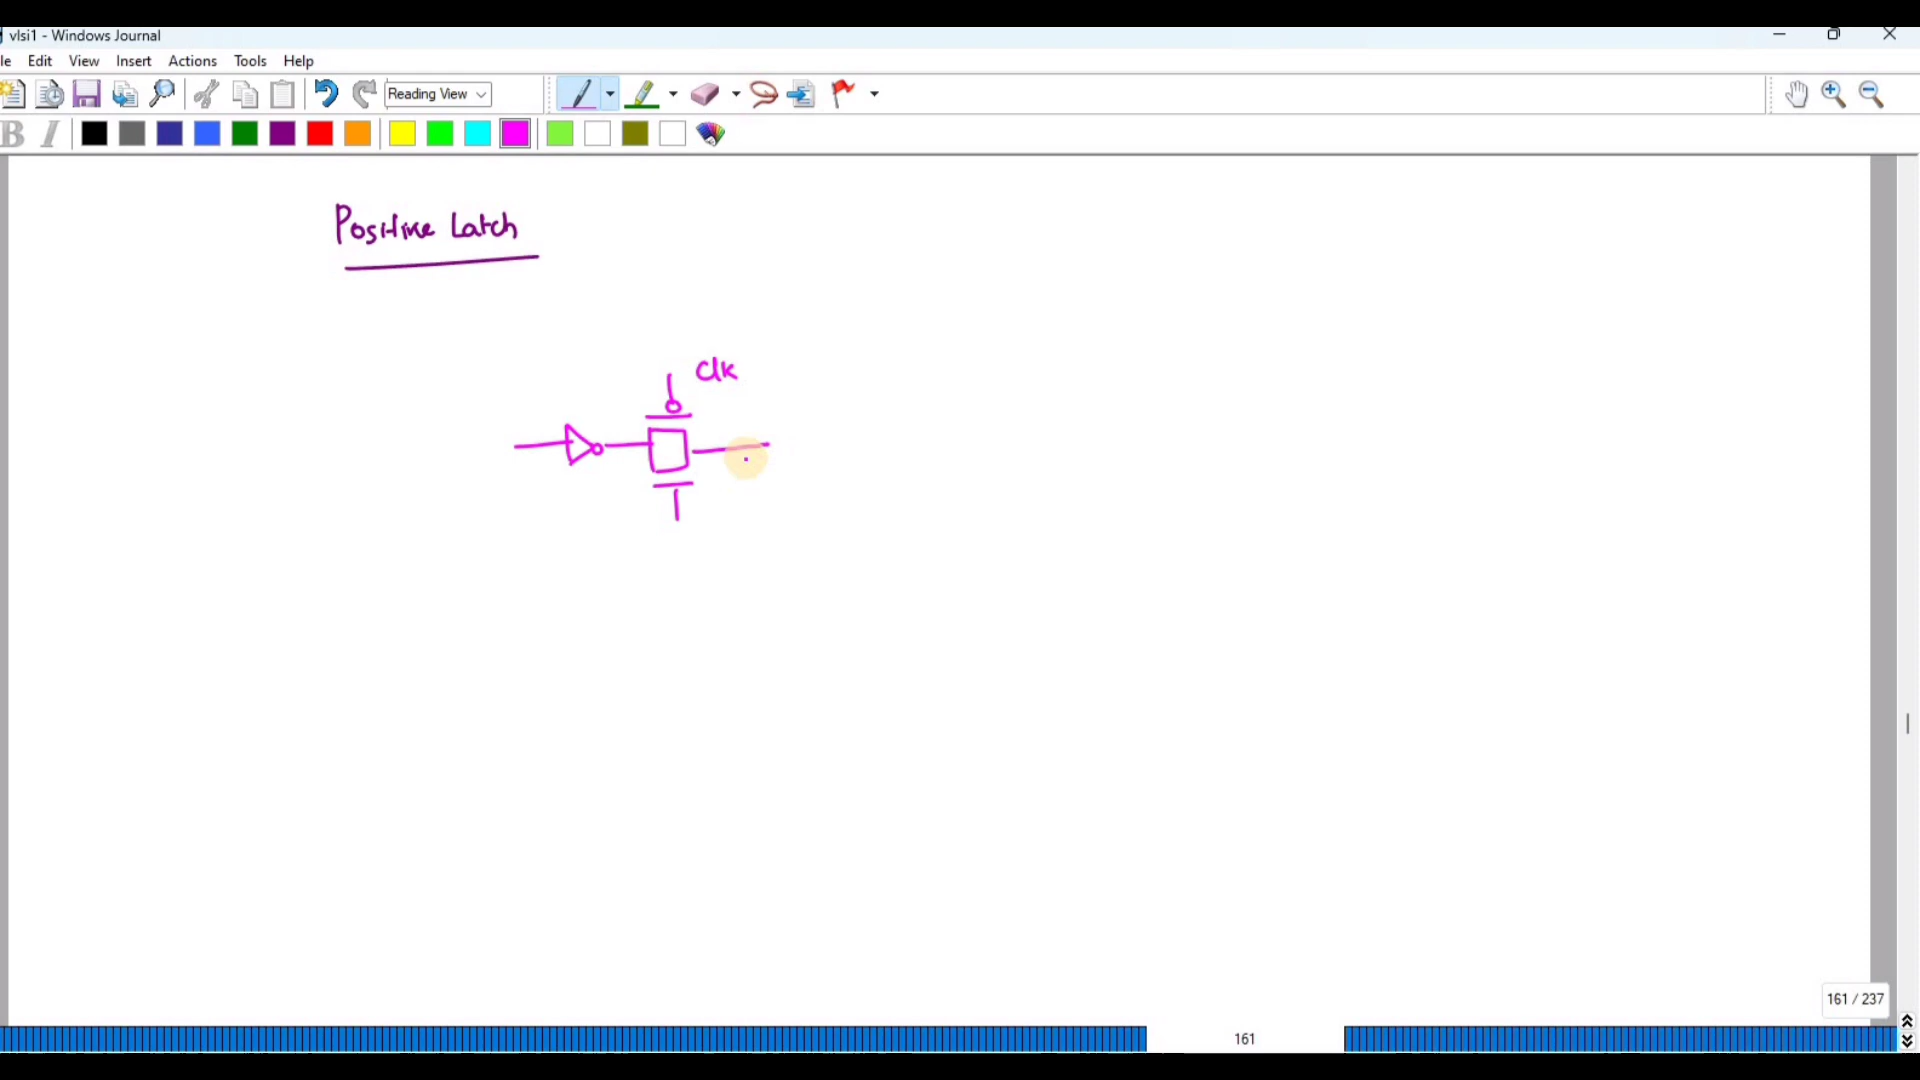 vlsi1 - Windows Journal
le Edit View Insert Actions Tools Help
Reading View
B I
Positive Latch
Clk
161 / 237
161